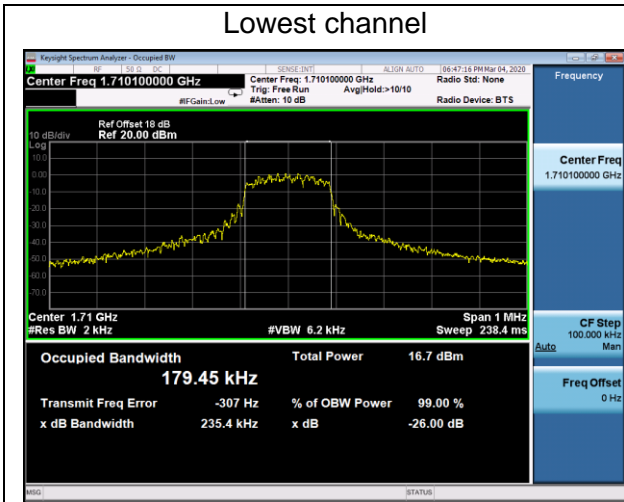 Lowest channel
Keysight Spectrum Analyzer - Occupied BW
RF 50 Ω DC SENSE:INT ALIGN AUTO 06:47:16 PM Mar 04, 2020
Center Freq 1.710100000 GHz
Center Freq: 1.710100000 GHz
Radio Std: None
Trig: Free Run Avg|Hold:>10/10
#IFGain:Low #Atten: 10 dB Radio Device: BTS
Frequency
Ref Offset 18 dB
10 dB/div Ref 20.00 dBm
Log
10.0
0.00
-10.0
-20.0
-30.0
-40.0
-50.0
-60.0
-70.0
Center 1.71 GHz Span 1 MHz
#Res BW 2 kHz #VBW 6.2 kHz Sweep 238.4 ms
Occupied Bandwidth Total Power 16.7 dBm
179.45 kHz
Transmit Freq Error -307 Hz % of OBW Power 99.00 %
x dB Bandwidth 235.4 kHz x dB -26.00 dB
Center Freq
1.710100000 GHz
CF Step
100.000 kHz
Auto Man
Freq Offset
0 Hz
MSG STATUS